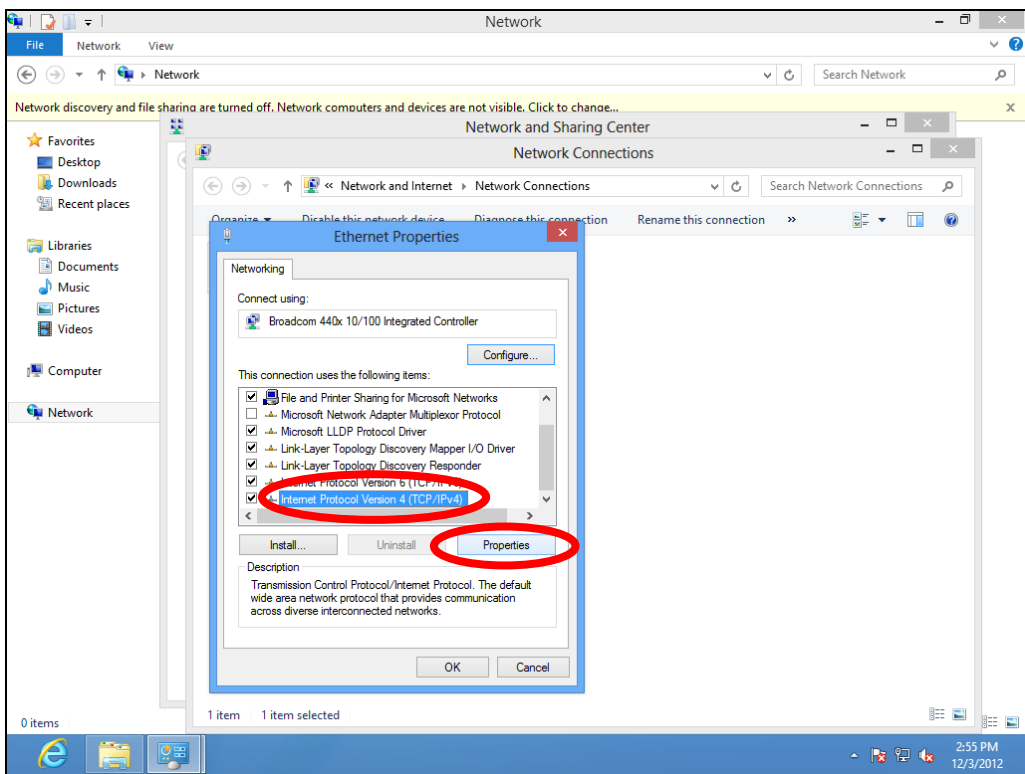 Network
File Network View
Network
Search Network
Network discovery and file sharing are turned off. Network computers and devices are not visible. Click to change...
Favorites
Desktop
Downloads
Recent places
Libraries
Documents
Music
Pictures
Videos
Computer
Network
0 items
Network and Sharing Center
Network Connections
« Network and Internet Network Connections
Search Network Connections
Organize Disable this network device Diagnose this connection Rename this connection »
Ethernet Properties
Networking
Connect using:
Broadcom 440x 10/100 Integrated Controller
Configure...
This connection uses the following items:
File and Printer Sharing for Microsoft Networks
Microsoft Network Adapter Multiplexor Protocol
Microsoft LLDP Protocol Driver
Link-Layer Topology Discovery Mapper I/O Driver
Link-Layer Topology Discovery Responder
Internet Protocol Version 6 (TCP/IPv6)
Internet Protocol Version 4 (TCP/IPv4)
Install... Uninstall Properties
Description
Transmission Control Protocol/Internet Protocol. The default
wide area network protocol that provides communication
across diverse interconnected networks.
OK Cancel
1 item 1 item selected
2:55 PM
12/3/2012